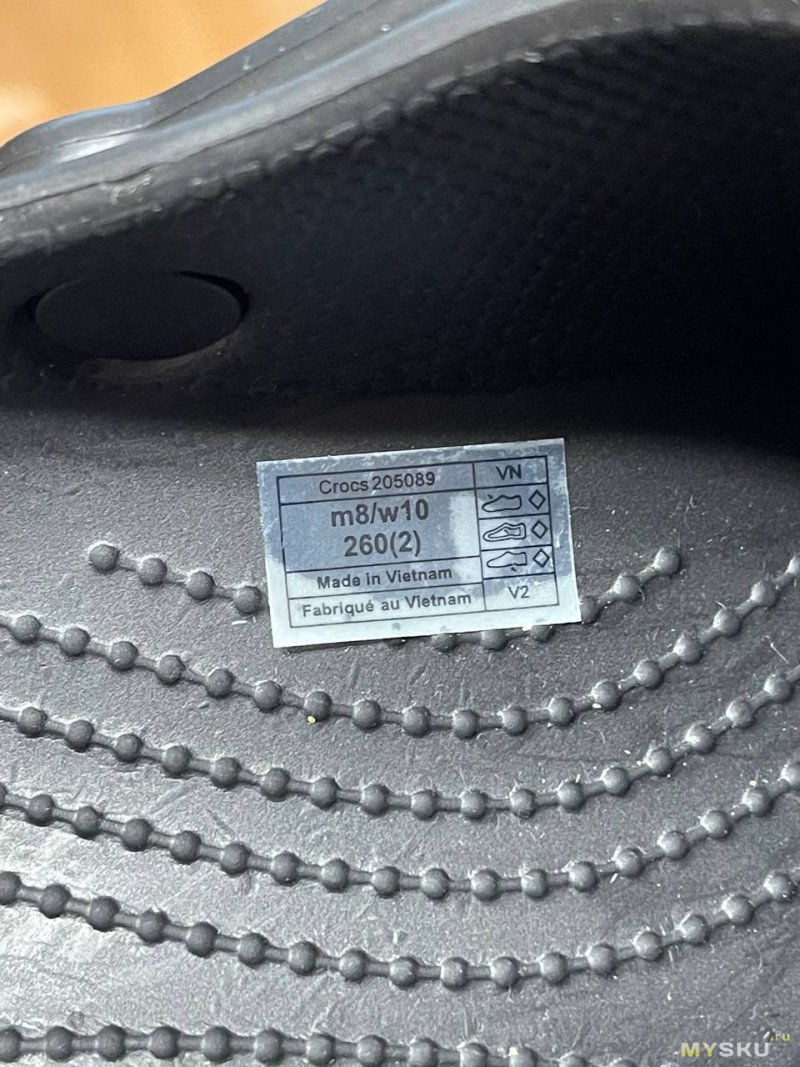 Crocs 205089
VN
m8/w10
260(2)
Made in Vietnam
Fabriqué au Vietnam
V2
MYSKU.ru